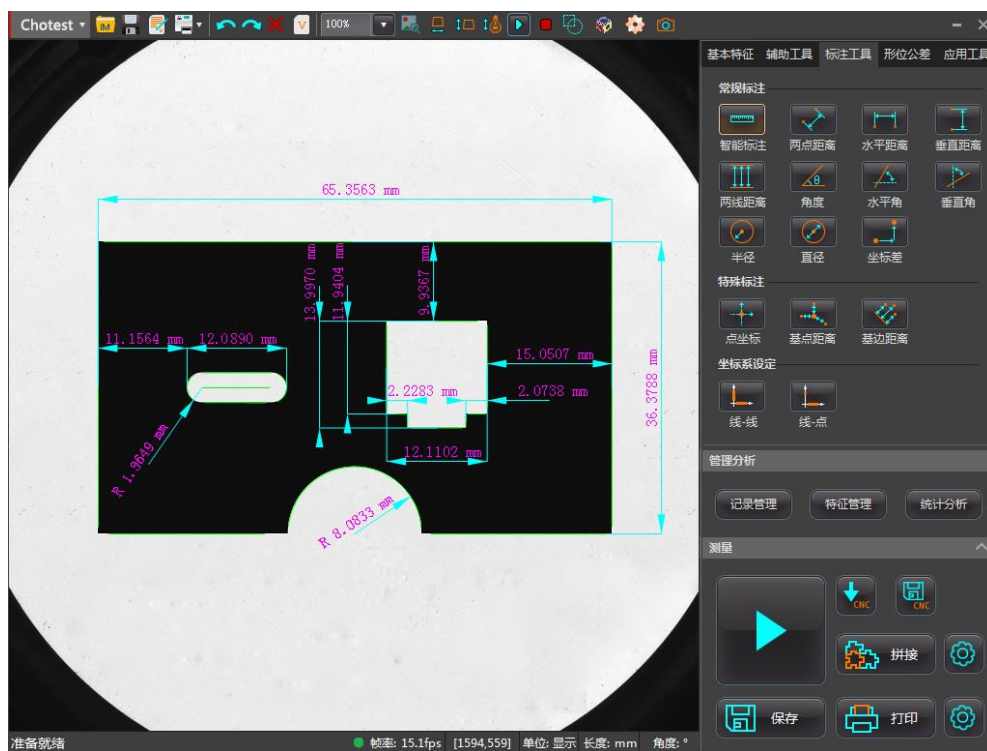 Chotest
IM
V
100%
基本特征 辅助工具 标注工具 形位公差 应用工具
常规标注
智能标注 两点距离 水平距离 垂直距离
θ
两线距离 角度 水平角 垂直角
半径 直径 坐标差
特殊标注
点坐标 基点距离 基边距离
坐标系设定
线-线 线-点
管理分析
记录管理 特征管理 统计分析
测量
CNC CNC
拼接
保存 打印
65.3563 mm
13.9970 mm
11.9404 mm
9.9367 mm
11.1564 mm
12.0890 mm
15.0507 mm
36.3788 mm
2.2283 mm
2.0738 mm
12.1102 mm
R 1.9649 mm
R 8.0833 mm
准备就绪 帧率: 15.1fps [1594,559] 单位: 显示 长度: mm 角度: °